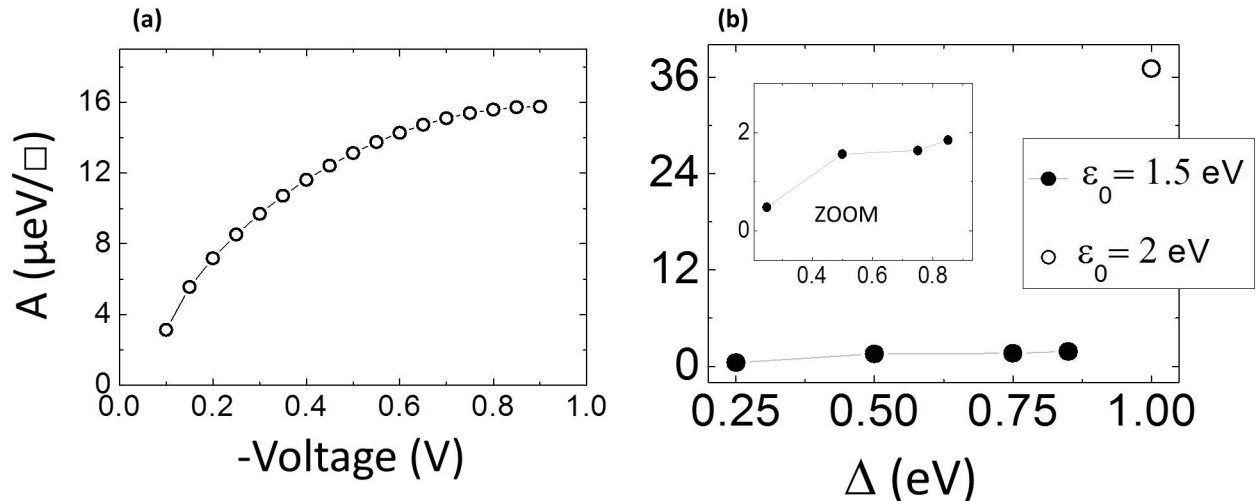 (a)
16
12
8
4
0
A (μeV/□)
0.0 0.2 0.4 0.6 0.8 1.0
-Voltage (V)
(b)
36
24
12
0
2
0
ZOOM
0.4 0.6 0.8
ε₀ = 1.5 eV
ε₀ = 2 eV
0.25 0.50 0.75 1.00
Δ (eV)